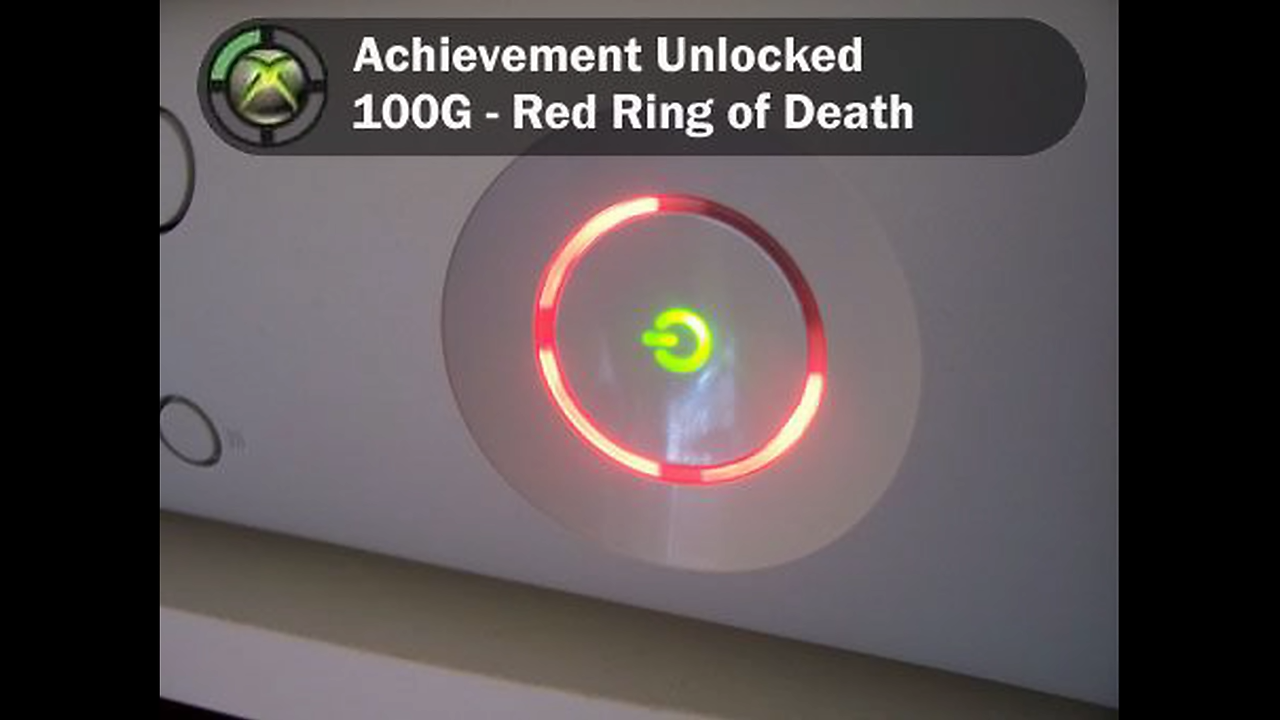 Achievement Unlocked
100G - Red Ring of Death